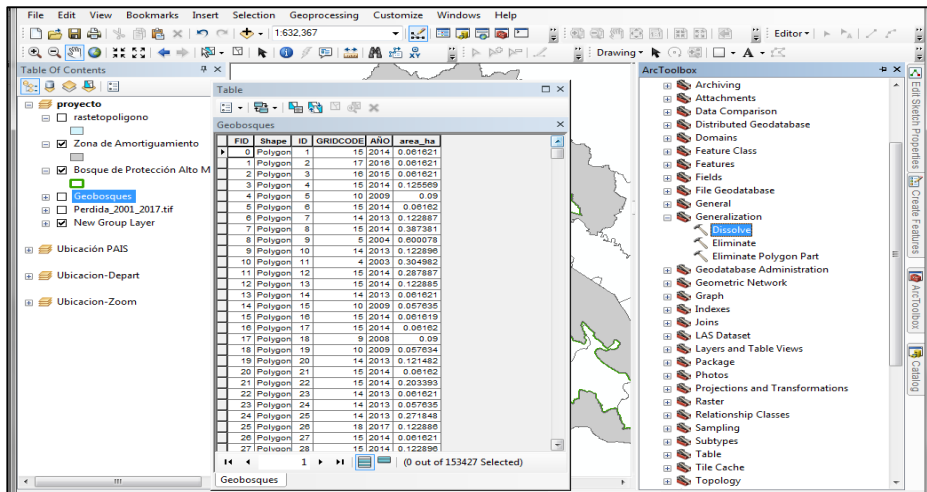 File Edit View Bookmarks Insert Selection Geoprocessing Customize Windows Help
1:632,367
Editor
Drawing
A
Table Of Contents
proyecto
rastetopoligono
Zona de Amortiguamiento
Bosque de Protección Alto M
Geobosques
Perdida_2001_2017.tif
New Group Layer
Ubicación PAIS
Ubicacion-Depart
Ubicacion-Zoom
Table
Geobosques
FID Shape ID GRIDCODE AÑO area_ha
0 Polygon 1 15 2014 0.061621
1 Polygon 2 17 2016 0.061621
2 Polygon 3 16 2015 0.061621
3 Polygon 4 15 2014 0.125569
4 Polygon 5 10 2009 0.09
5 Polygon 6 15 2014 0.06162
6 Polygon 7 14 2013 0.122887
7 Polygon 8 15 2014 0.387381
8 Polygon 9 5 2004 0.600078
9 Polygon 10 14 2013 0.122896
10 Polygon 11 4 2003 0.304982
11 Polygon 12 15 2014 0.287887
12 Polygon 13 15 2014 0.122885
13 Polygon 14 14 2013 0.061621
14 Polygon 15 10 2009 0.057635
15 Polygon 16 15 2014 0.061619
16 Polygon 17 15 2014 0.06162
17 Polygon 18 9 2008 0.09
18 Polygon 19 10 2009 0.057634
19 Polygon 20 14 2013 0.121482
20 Polygon 21 15 2014 0.06162
21 Polygon 22 15 2014 0.203393
22 Polygon 23 14 2013 0.061621
23 Polygon 24 14 2013 0.057635
24 Polygon 25 14 2013 0.271848
25 Polygon 26 18 2017 0.122886
26 Polygon 27 15 2014 0.061621
27 Polygon 28 15 2014 0.122896
1 (0 out of 153427 Selected)
Geobosques
ArcToolbox
Archiving
Attachments
Data Comparison
Distributed Geodatabase
Domains
Feature Class
Features
Fields
File Geodatabase
General
Generalization
Dissolve
Eliminate
Eliminate Polygon Part
Geodatabase Administration
Geometric Network
Graph
Indexes
Joins
LAS Dataset
Layers and Table Views
Package
Photos
Projections and Transformations
Raster
Relationship Classes
Sampling
Subtypes
Table
Tile Cache
Topology
Edit Sketch Properties
Create Features
ArcToolbox
Catalog